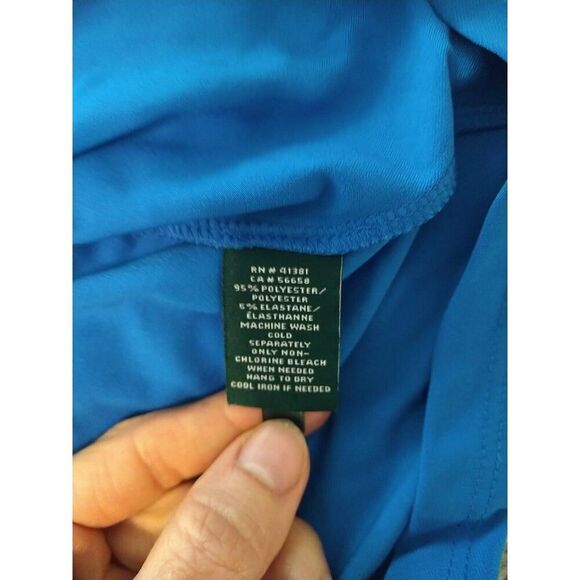 RN # 41381
CA # 56658
95% POLYESTER/
POLYESTER
5% ELASTANE/
ÉLASTHANNE
MACHINE WASH
COLD
SEPARATELY
ONLY NON-
CHLORINE BLEACH
WHEN NEEDED
HANG TO DRY
COOL IRON IF NEEDED